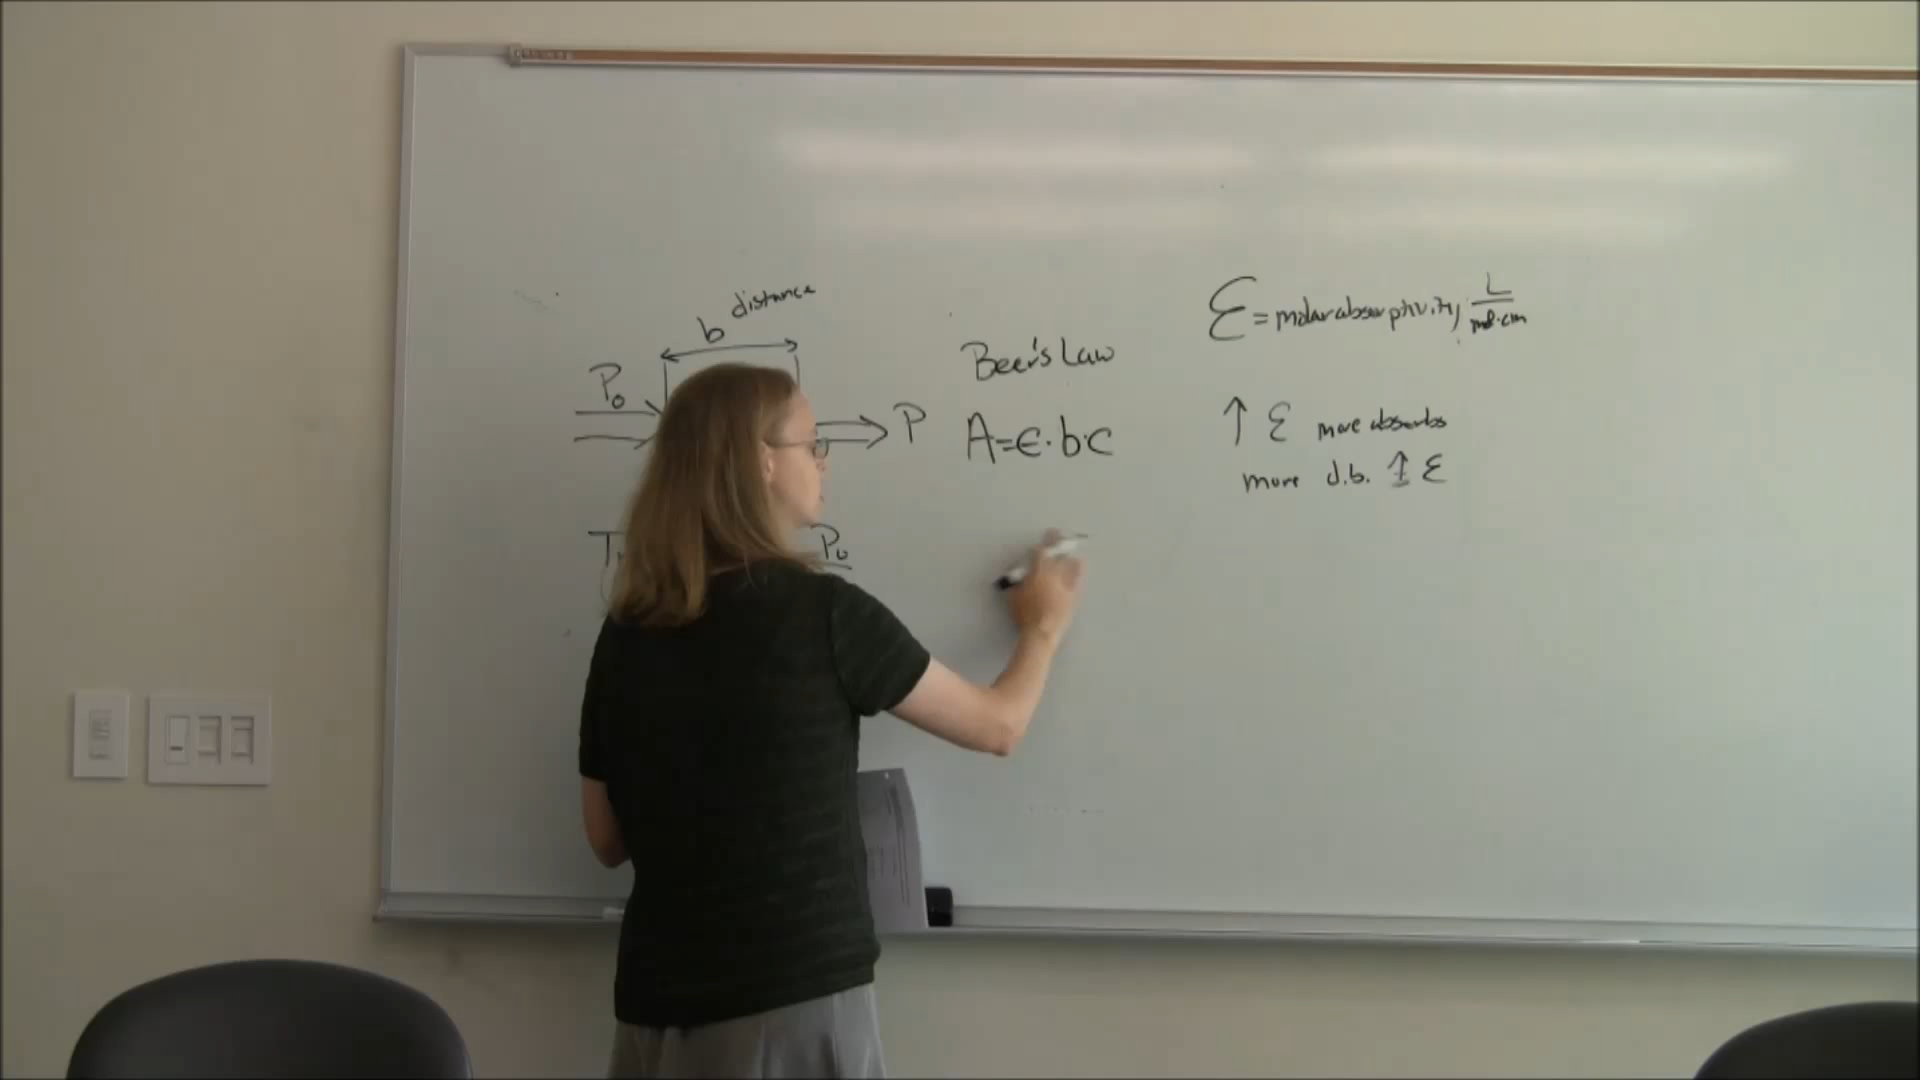 distance
b
P₀
P
P₀
Beer's Law
A=ϵ·b·c
Ɛ = molar absorptivity, L/mol·cm
↑ Ɛ more absorbs
more d.b. ↑ Ɛ